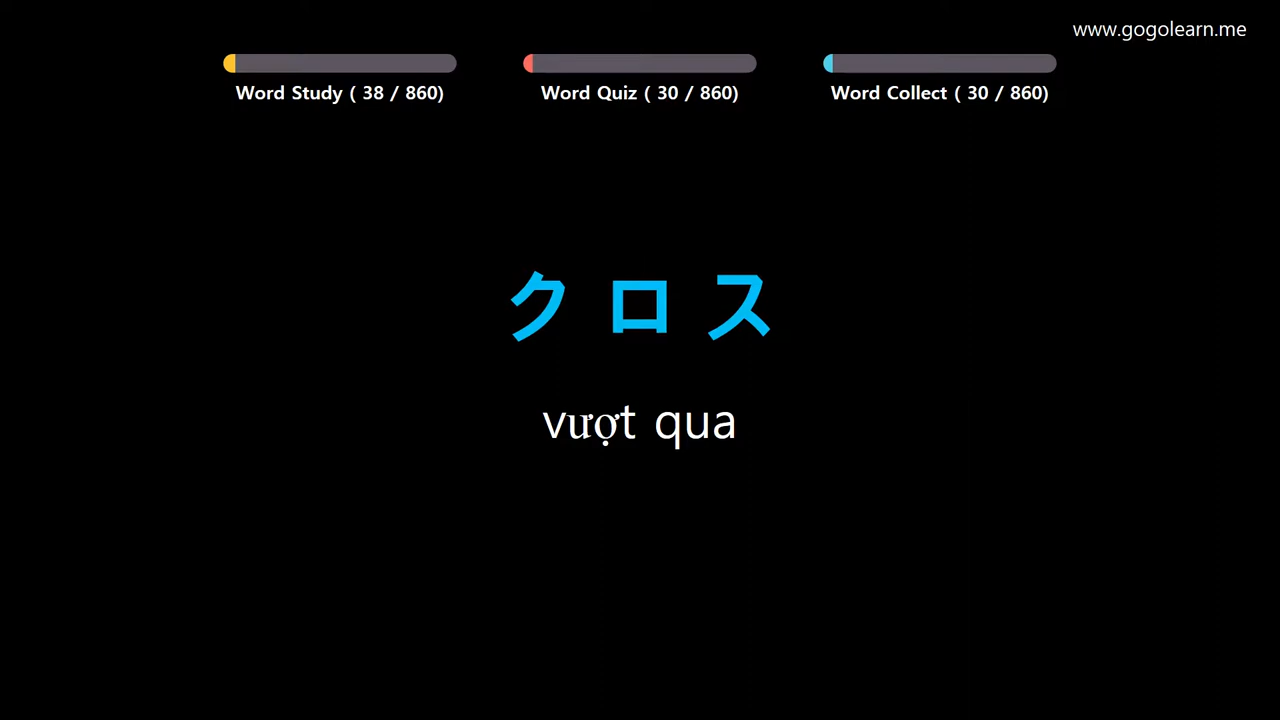 www.gogolearn.me
Word Study ( 38 / 860)
Word Quiz ( 30 / 860)
Word Collect ( 30 / 860)
クロス
vượt qua